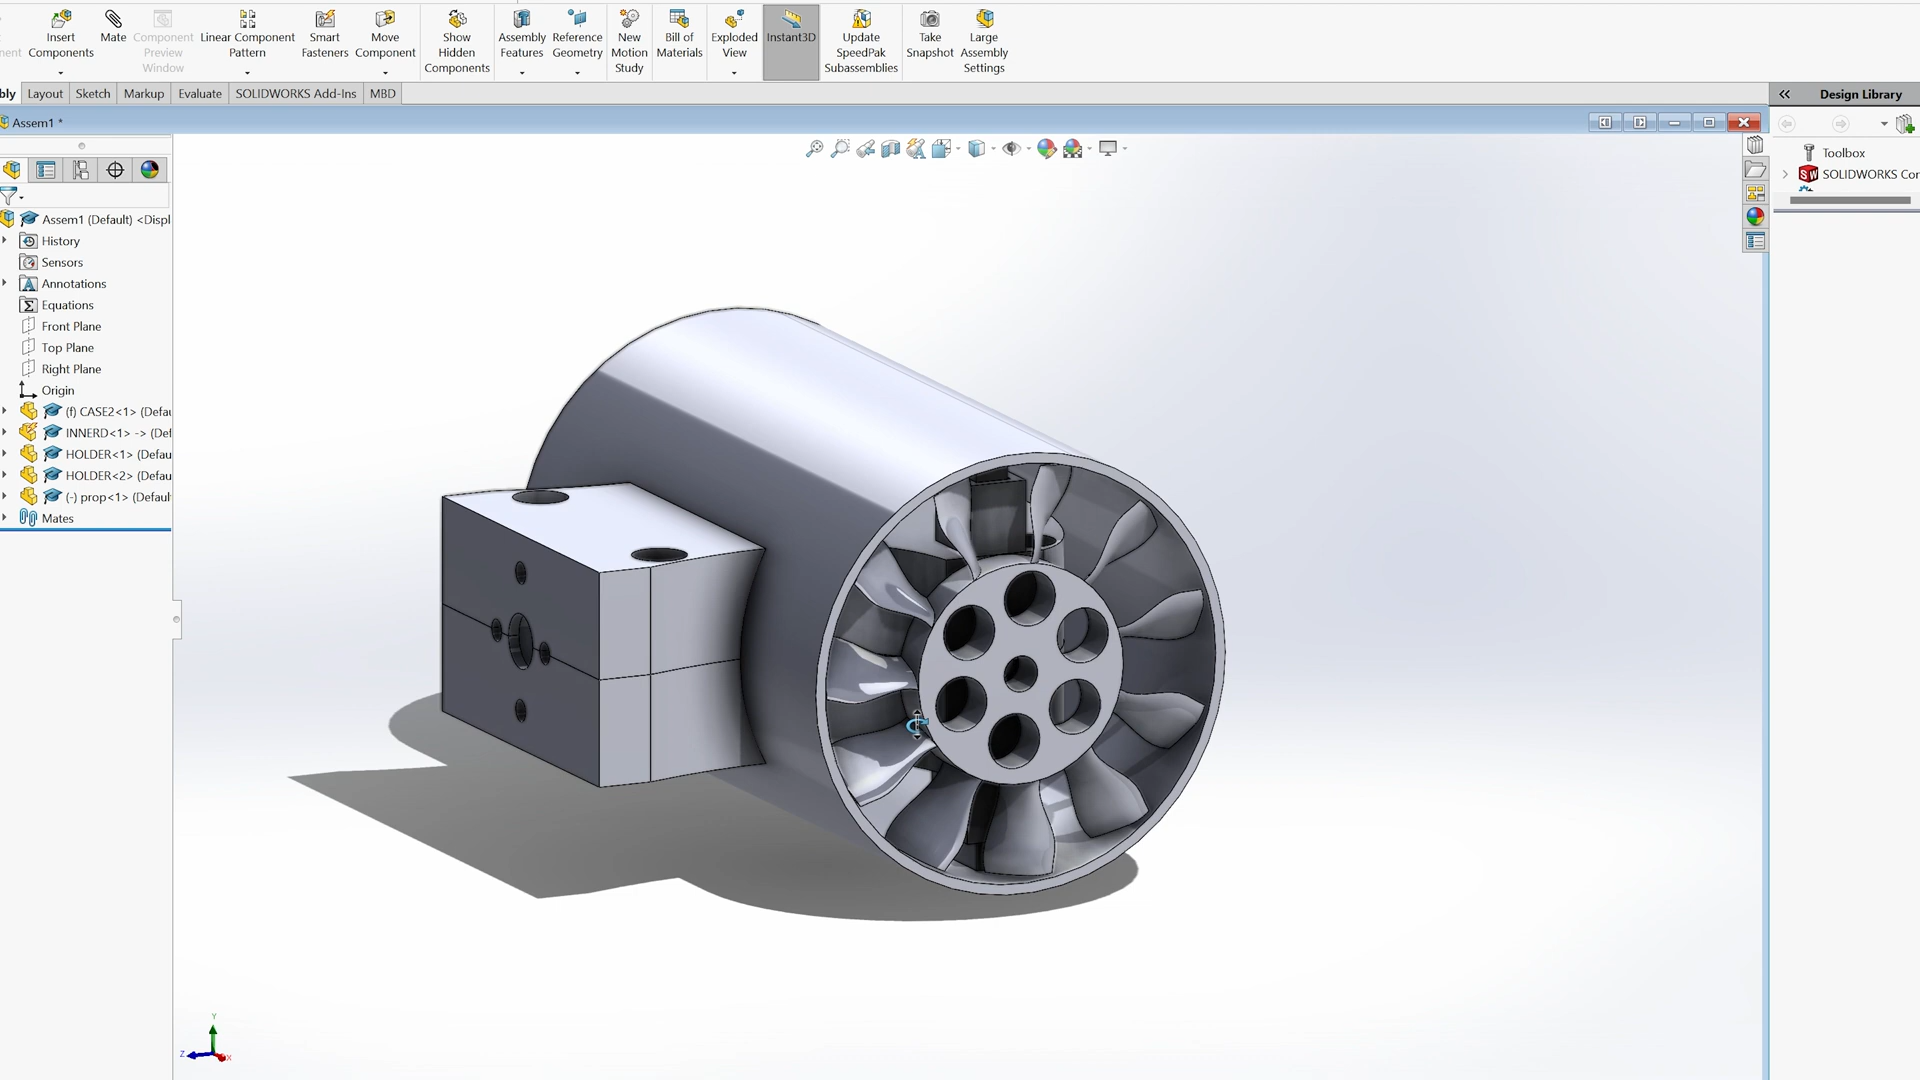 Insert Components
Mate
Component Preview Window
Linear Component Pattern
Smart Fasteners
Move Component
Show Hidden Components
Assembly Features
Reference Geometry
New Motion Study
Bill of Materials
Exploded View
Instant3D
Update SpeedPak Subassemblies
Take Snapshot
Large Assembly Settings
bly
Layout
Sketch
Markup
Evaluate
SOLIDWORKS Add-Ins
MBD
Design Library
Assem1 *
Toolbox
SOLIDWORKS Cor
Assem1 (Default) <Displ
History
Sensors
Annotations
Equations
Front Plane
Top Plane
Right Plane
Origin
(f) CASE2<1> (Defau
INNERD<1> -> (Def
HOLDER<1> (Defau
HOLDER<2> (Defau
(-) prop<1> (Default
Mates
Y
Z
X